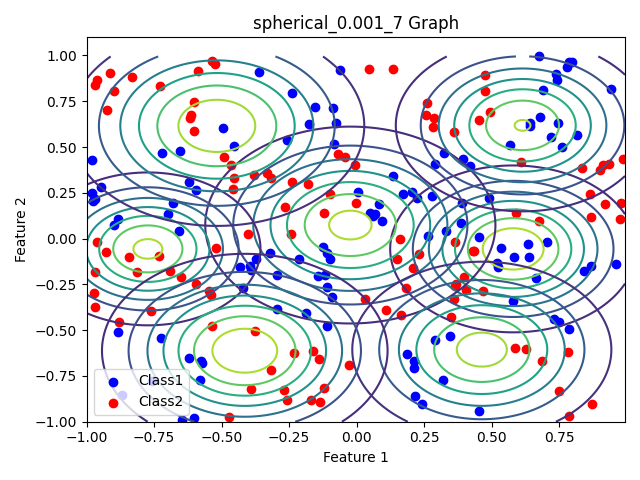 spherical_0.001_7 Graph
1.00
0.75
0.50
0.25
0.00
−0.25
−0.50
−0.75
−1.00
Feature 2
Class1
Class2
−1.00 −0.75 −0.50 −0.25 0.00 0.25 0.50 0.75
Feature 1